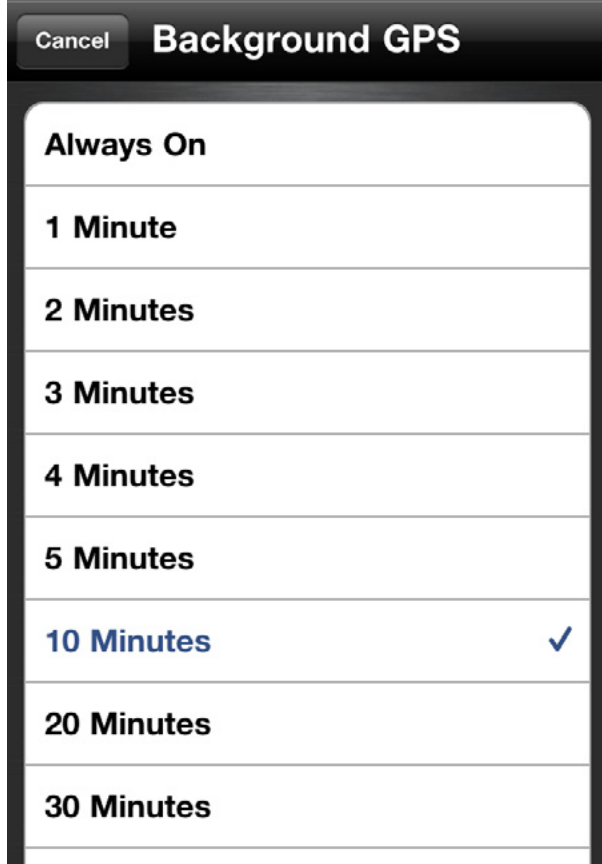 Cancel Background GPS
Always On
1 Minute
2 Minutes
3 Minutes
4 Minutes
5 Minutes
10 Minutes
20 Minutes
30 Minutes